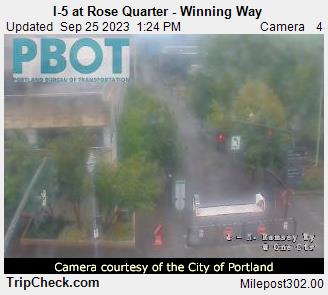 I-5 at Rose Quarter - Winning Way
Updated Sep 25 2023 1:24 PM Camera 4
PBOT
PORTLAND BUREAU OF TRANSPORTATION
Camera courtesy of the City of Portland
TripCheck.com Milepost302.00